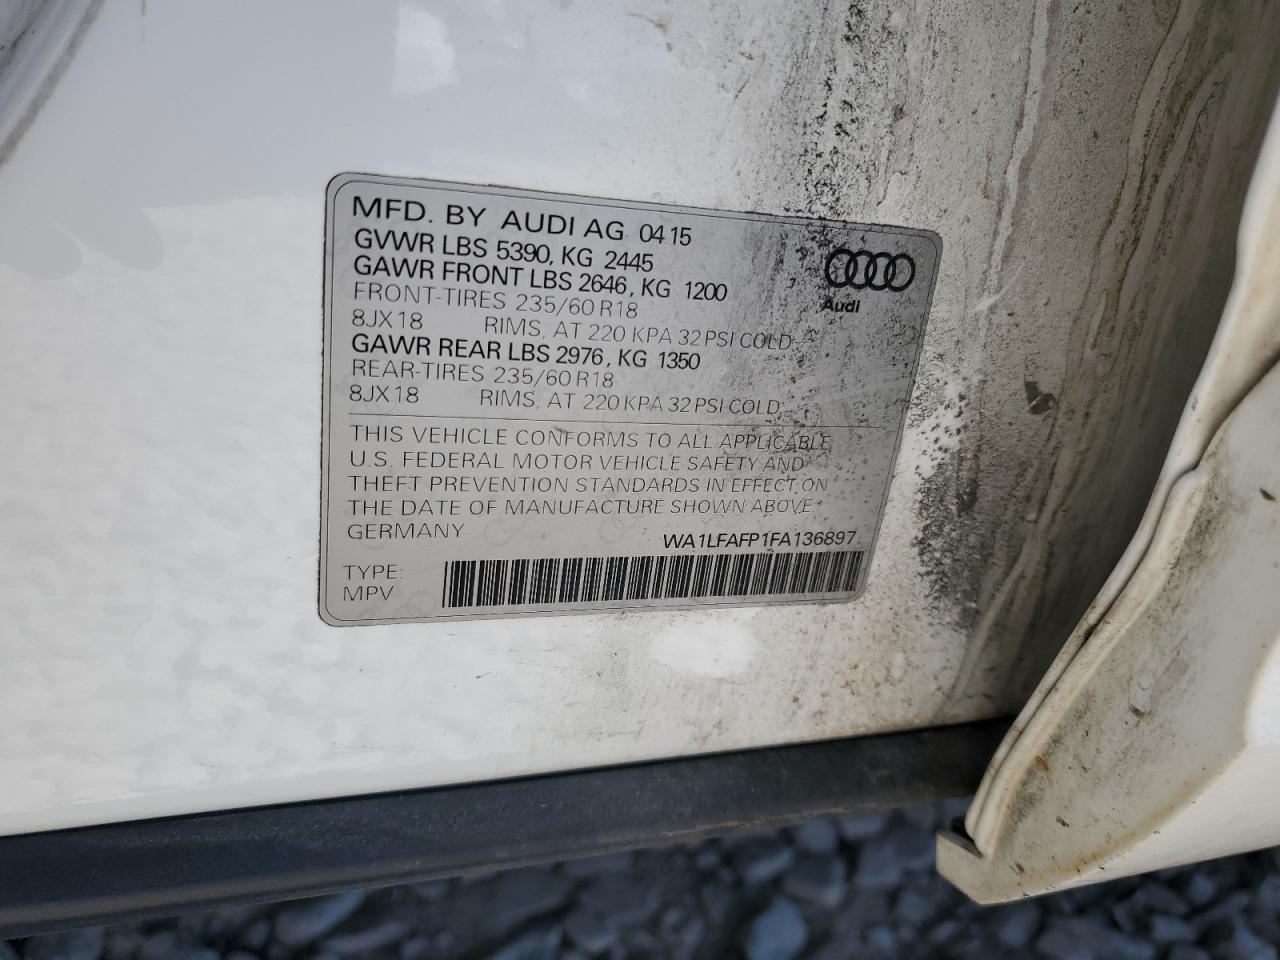 MFD. BY AUDI AG 04 15
GVWR LBS 5390, KG 2445
GAWR FRONT LBS 2646, KG 1200
FRONT-TIRES 235/60 R18
8JX18 RIMS, AT 220 KPA 32 PSI COLD
GAWR REAR LBS 2976, KG 1350
REAR-TIRES 235/60 R18
8JX18 RIMS, AT 220 KPA 32 PSI COLD
Audi
THIS VEHICLE CONFORMS TO ALL APPLICABLE
U.S. FEDERAL MOTOR VEHICLE SAFETY AND
THEFT PREVENTION STANDARDS IN EFFECT ON
THE DATE OF MANUFACTURE SHOWN ABOVE
GERMANY
WA1LFAFP1FA136897
TYPE:
MPV